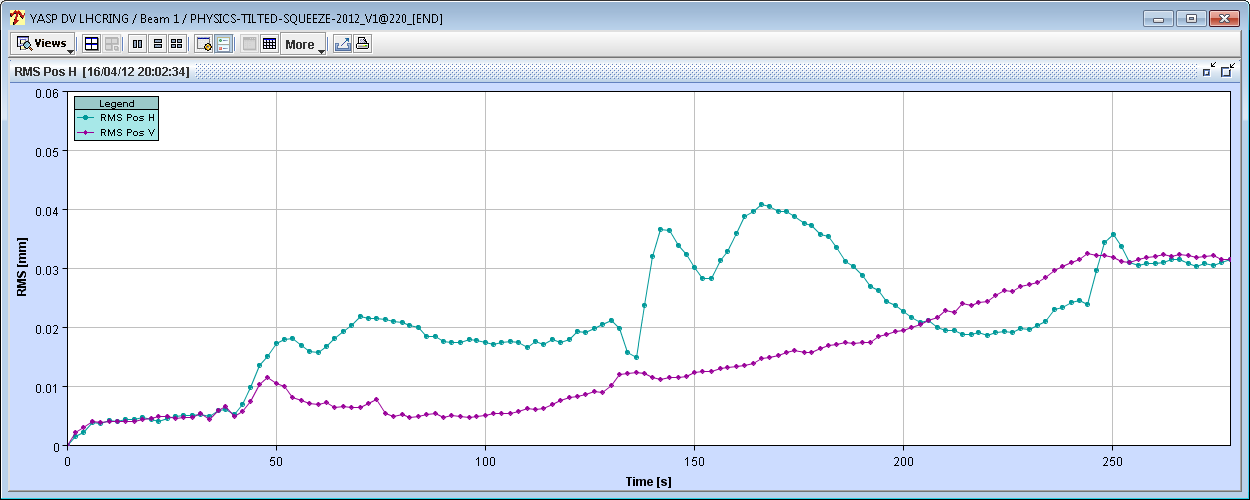 YASP DV LHCRING / Beam 1 / PHYSICS-TILTED-SQUEEZE-2012_V1@220_[END]
Views More
RMS Pos H [16/04/12 20:02:34]
Legend
RMS Pos H
RMS Pos V
0.06
0.05
0.04
0.03
0.02
0.01
0
RMS [mm]
0 50 100 150 200 250
Time [s]